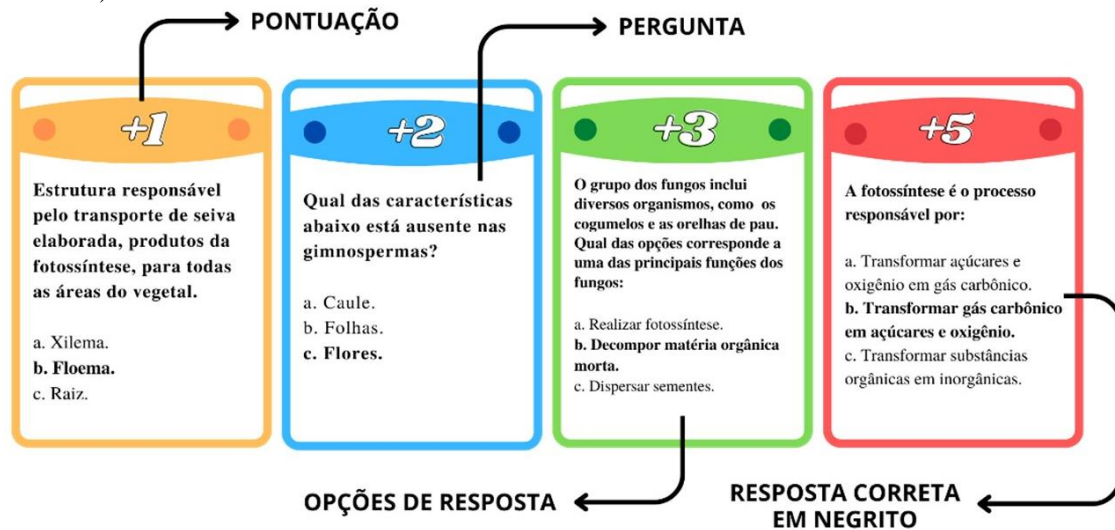 PONTUAÇÃO
PERGUNTA
+1
Estrutura responsável
pelo transporte de seiva
elaborada, produtos da
fotossíntese, para todas
as áreas do vegetal.
a. Xilema.
b. Floema.
c. Raiz.
+2
Qual das características
abaixo está ausente nas
gimnospermas?
a. Caule.
b. Folhas.
c. Flores.
+3
O grupo dos fungos inclui
diversos organismos, como os
cogumelos e as orelhas de pau.
Qual das opções corresponde a
uma das principais funções dos
fungos:
a. Realizar fotossíntese.
b. Decompor matéria orgânica
morta.
c. Dispersar sementes.
+5
A fotossíntese é o processo
responsável por:
a. Transformar açúcares e
oxigênio em gás carbônico.
b. Transformar gás carbônico
em açúcares e oxigênio.
c. Transformar substâncias
orgânicas em inorgânicas.
OPÇÕES DE RESPOSTA
RESPOSTA CORRETA
EM NEGRITO